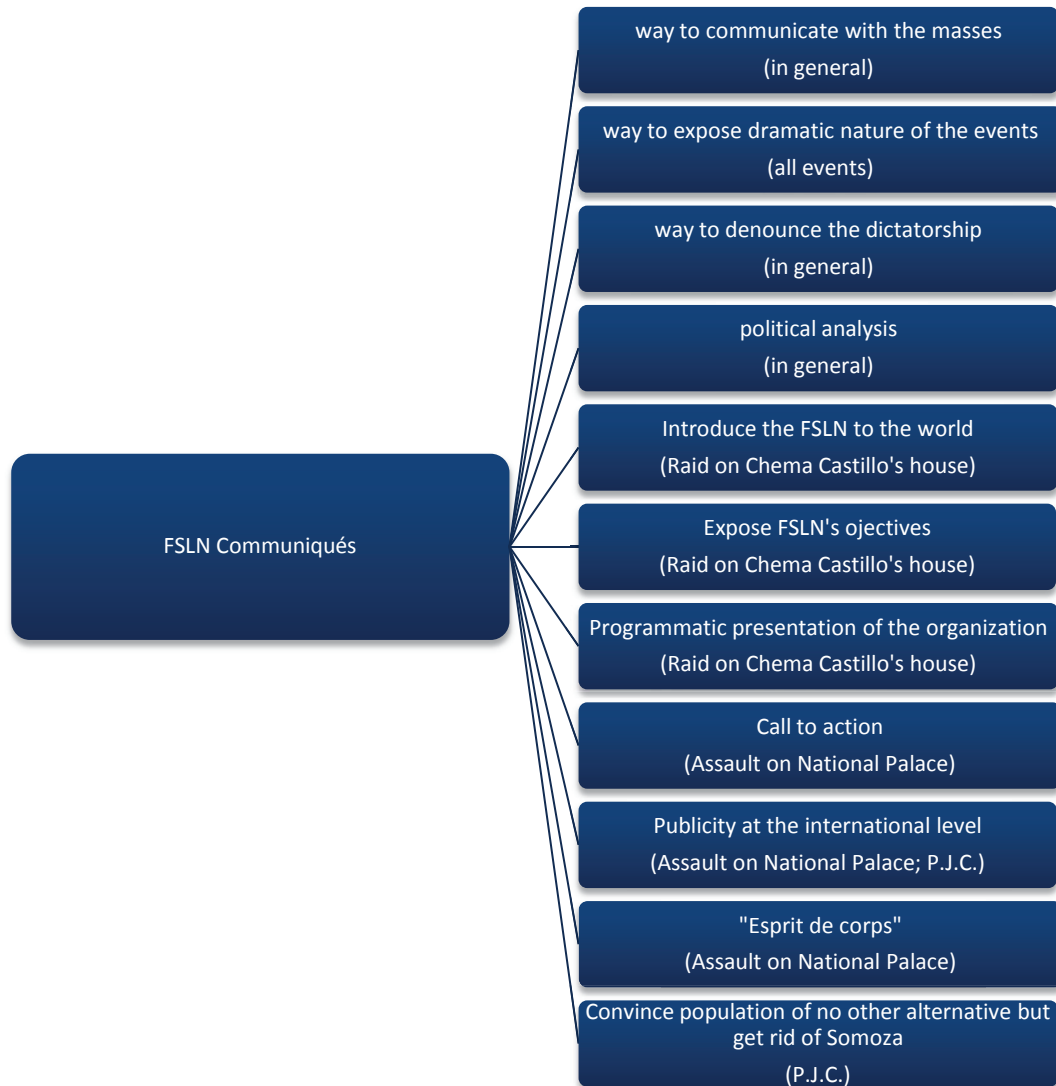 way to communicate with the masses
(in general)
way to expose dramatic nature of the events
(all events)
way to denounce the dictatorship
(in general)
political analysis
(in general)
Introduce the FSLN to the world
(Raid on Chema Castillo's house)
FSLN Communiqués
Expose FSLN's ojectives
(Raid on Chema Castillo's house)
Programmatic presentation of the organization
(Raid on Chema Castillo's house)
Call to action
(Assault on National Palace)
Publicity at the international level
(Assault on National Palace; P.J.C.)
"Esprit de corps"
(Assault on National Palace)
Convince population of no other alternative but
get rid of Somoza
(P.J.C.)